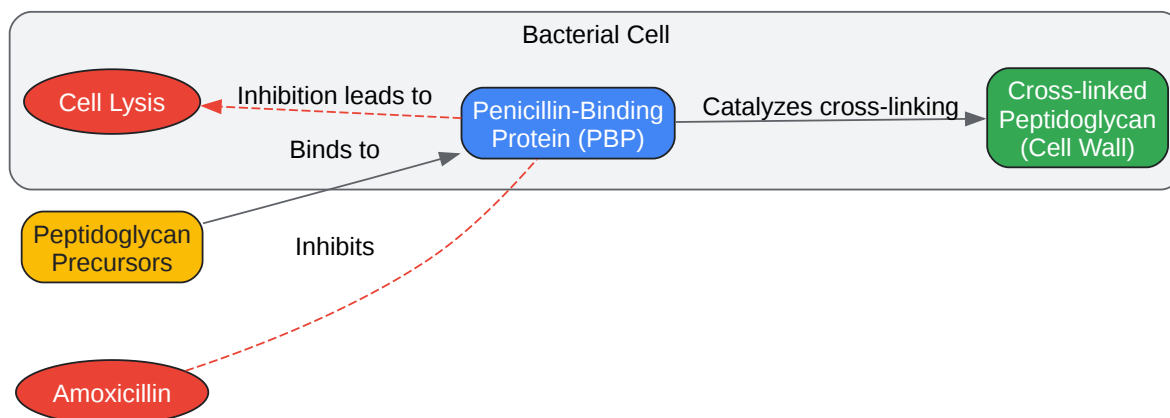 Bacterial Cell
Cell Lysis
Inhibition leads to
Penicillin-Binding
Protein (PBP)
Catalyzes cross-linking
Cross-linked
Peptidoglycan
(Cell Wall)
Binds to
Peptidoglycan
Precursors
Inhibits
Amoxicillin